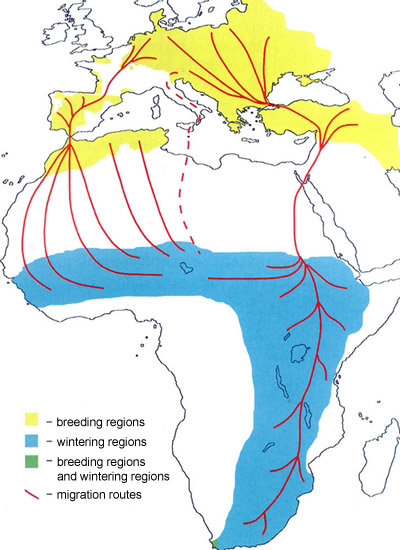 – breeding regions
– wintering regions
– breeding regions
and wintering regions
– migration routes